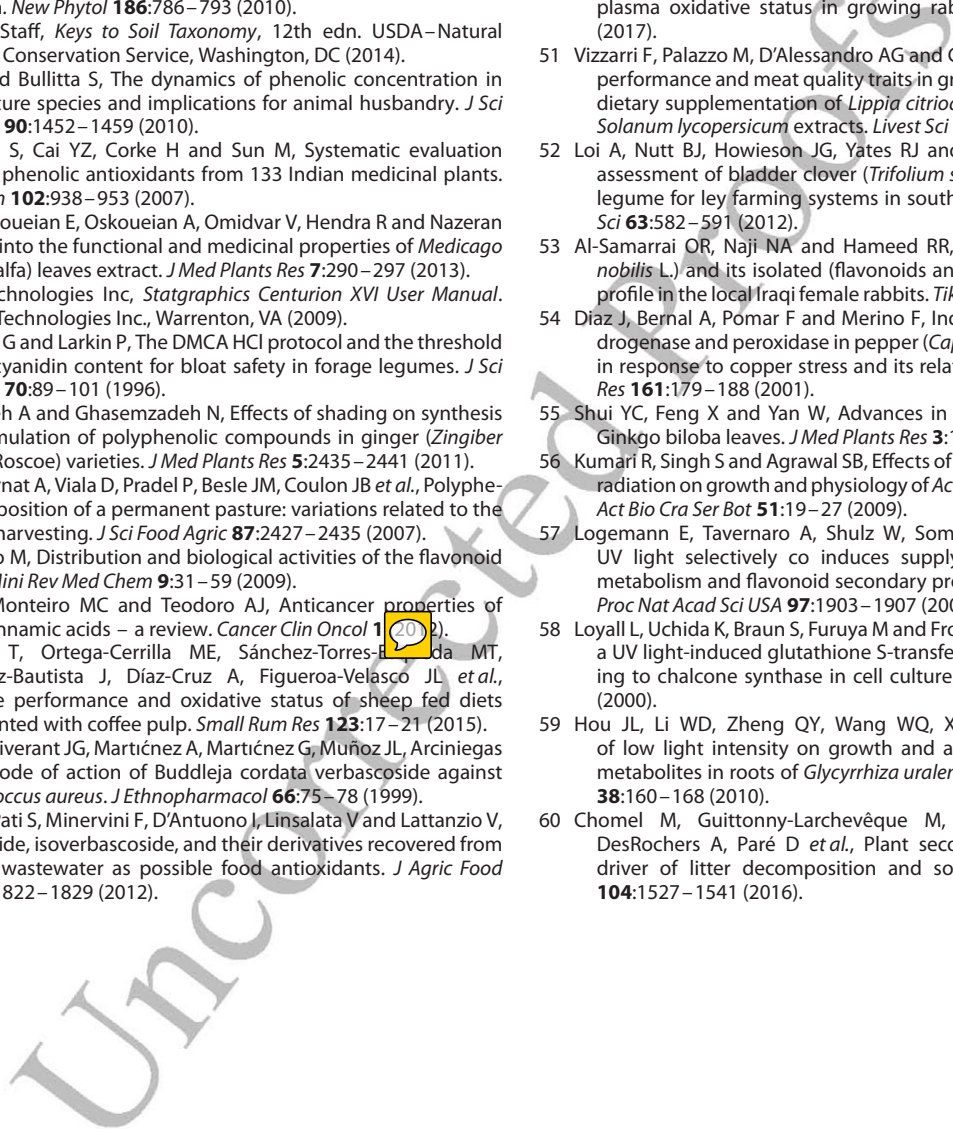 . New Phytol 186:786–793 (2010).
Staff, Keys to Soil Taxonomy, 12th edn. USDA–Natural
Conservation Service, Washington, DC (2014).
d Bullitta S, The dynamics of phenolic concentration in
ture species and implications for animal husbandry. J Sci
90:1452–1459 (2010).
S, Cai YZ, Corke H and Sun M, Systematic evaluation
phenolic antioxidants from 133 Indian medicinal plants.
102:938–953 (2007).
koueian E, Oskoueian A, Omidvar V, Hendra R and Nazeran
into the functional and medicinal properties of Medicago
alfa) leaves extract. J Med Plants Res 7:290–297 (2013).
echnologies Inc, Statgraphics Centurion XVI User Manual.
Technologies Inc., Warrenton, VA (2009).
G and Larkin P, The DMCA HCl protocol and the threshold
cyanidin content for bloat safety in forage legumes. J Sci
70:89–101 (1996).
eh A and Ghasemzadeh N, Effects of shading on synthesis
mulation of polyphenolic compounds in ginger (Zingiber
Roscoe) varieties. J Med Plants Res 5:2435–2441 (2011).
rnat A, Viala D, Pradel P, Besle JM, Coulon JB et al., Polyphe-
position of a permanent pasture: variations related to the
harvesting. J Sci Food Agric 87:2427–2435 (2007).
o M, Distribution and biological activities of the flavonoid
Mini Rev Med Chem 9:31–59 (2009).
Monteiro MC and Teodoro AJ, Anticancer properties of
nnamic acids – a review. Cancer Clin Oncol 1 (2012).
T, Ortega-Cerrilla ME, Sánchez-Torres- MT,
z-Bautista J, Díaz-Cruz A, Figueroa-Velasco JL et al.,
e performance and oxidative status of sheep fed diets
nted with coffee pulp. Small Rum Res 123:17–21 (2015).
iverant JG, Martıćnez A, Martıćnez G, Muñoz JL, Arciniegas
ode of action of Buddleja cordata verbascoside against
occus aureus. J Ethnopharmacol 66:75–78 (1999).
Pati S, Minervini F, D'Antuono I, Linsalata V and Lattanzio V,
ide, isoverbascoside, and their derivatives recovered from
wastewater as possible food antioxidants. J Agric Food
822–1829 (2012).
plasma oxidative status in growing rab
(2017).
51 Vizzarri F, Palazzo M, D'Alessandro AG and
performance and meat quality traits in gr
dietary supplementation of Lippia citrio
Solanum lycopersicum extracts. Livest Sci
52 Loi A, Nutt BJ, Howieson JG, Yates RJ and
assessment of bladder clover (Trifolium s
legume for ley farming systems in south
Sci 63:582–591 (2012).
53 Al-Samarrai OR, Naji NA and Hameed RR,
nobilis L.) and its isolated (flavonoids an
profile in the local Iraqi female rabbits. Tik
54 Diaz J, Bernal A, Pomar F and Merino F, Ind
drogenase and peroxidase in pepper (Cap
in response to copper stress and its relat
Res 161:179–188 (2001).
55 Shui YC, Feng X and Yan W, Advances in
Ginkgo biloba leaves. J Med Plants Res 3:1
56 Kumari R, Singh S and Agrawal SB, Effects of
radiation on growth and physiology of Ac
Act Bio Cra Ser Bot 51:19–27 (2009).
57 Logemann E, Tavernaro A, Shulz W, Som
UV light selectively co induces supply
metabolism and flavonoid secondary pro
Proc Nat Acad Sci USA 97:1903–1907 (200
58 Loyall L, Uchida K, Braun S, Furuya M and Fro
a UV light-induced glutathione S-transfe
ing to chalcone synthase in cell culture
(2000).
59 Hou JL, Li WD, Zheng QY, Wang WQ, X
of low light intensity on growth and a
metabolites in roots of Glycyrrhiza uraler
38:160–168 (2010).
60 Chomel M, Guittonny-Larchevêque M,
DesRochers A, Paré D et al., Plant seco
driver of litter decomposition and so
104:1527–1541 (2016).
Uncorrected Proofs